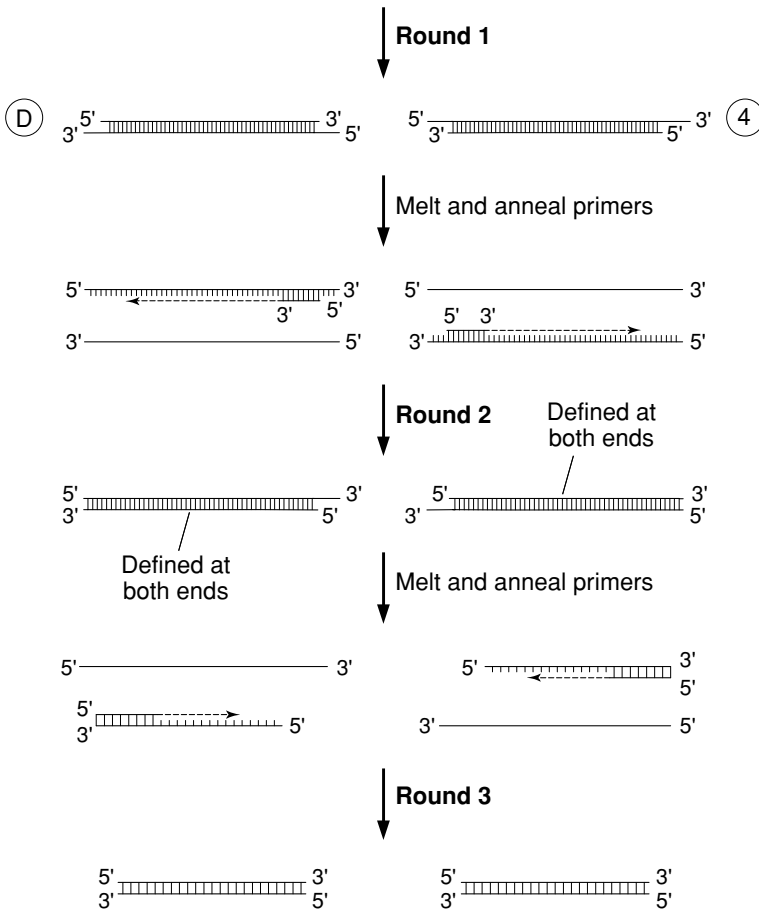 Round 1
D 5' 3' 5' 3' 4
3' 5' 3' 5'
Melt and anneal primers
5' 3' 5' 3'
3' 5' 5' 3'
3' 5' 3' 5'
Round 2
Defined at
both ends
5' 3' 5' 3'
3' 5' 3' 5'
Defined at
both ends
Melt and anneal primers
5' 3' 5' 3'
5' 5'
3' 5' 3' 5'
Round 3
5' 3' 5' 3'
3' 5' 3' 5'